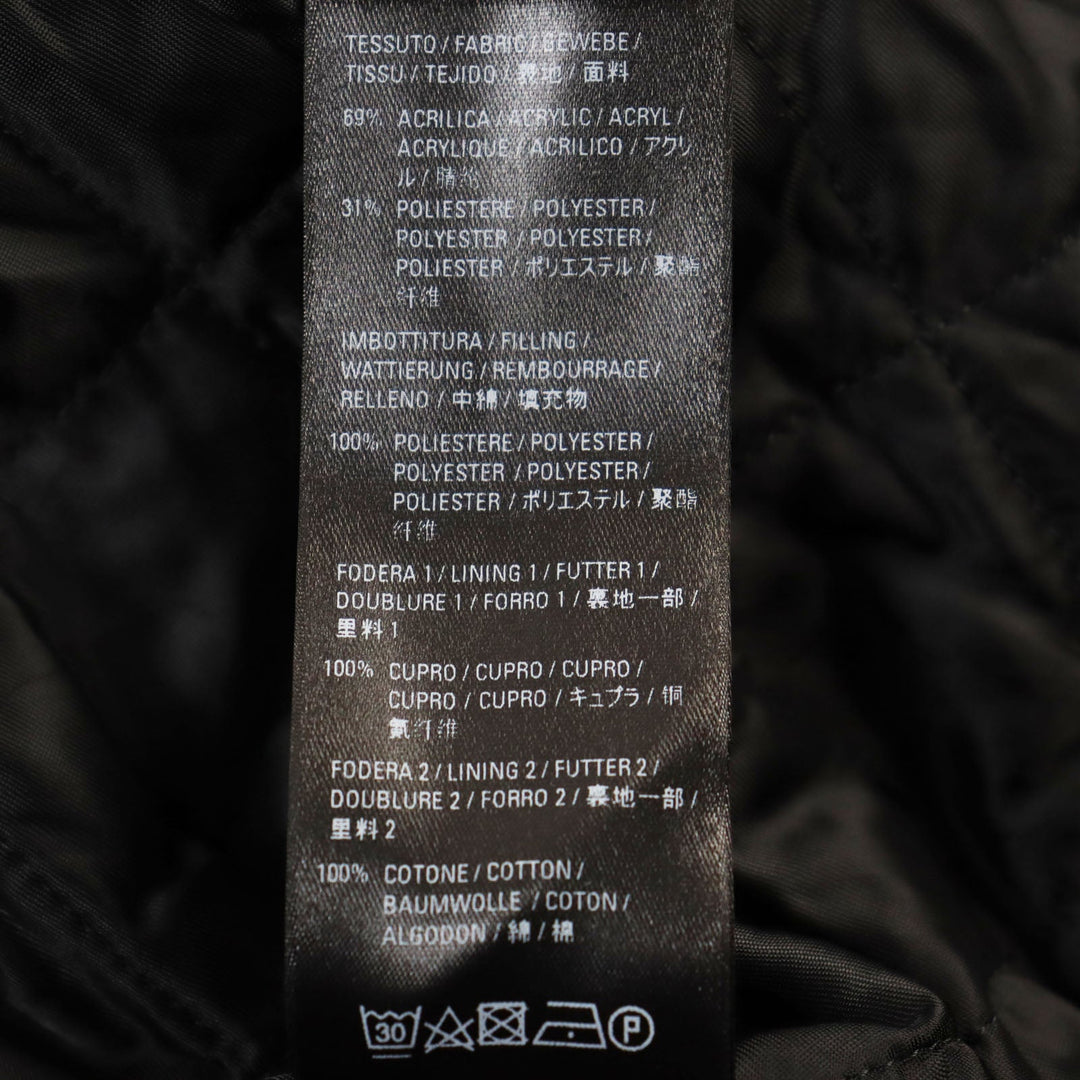 TESSUTO / FABRIC / GEWEBE /
TISSU / TEJIDO / 表地 / 面料
69% ACRILICA / ACRYLIC / ACRYL /
ACRYLIQUE / ACRILICO / アクリ
ル / 腈纶
31% POLIESTERE / POLYESTER /
POLYESTER / POLYESTER /
POLIESTER / ポリエステル / 聚酯
纤维
IMBOTTITURA / FILLING /
WATTIERUNG / REMBOURRAGE /
RELLENO / 中綿 / 填充物
100% POLIESTERE / POLYESTER /
POLYESTER / POLYESTER /
POLIESTER / ポリエステル / 聚酯
纤维
FODERA 1 / LINING 1 / FUTTER 1 /
DOUBLURE 1 / FORRO 1 / 裏地一部 /
里料1
100% CUPRO / CUPRO / CUPRO /
CUPRO / CUPRO / キュプラ / 铜
氨纤维
FODERA 2 / LINING 2 / FUTTER 2 /
DOUBLURE 2 / FORRO 2 / 裏地一部 /
里料2
100% COTONE / COTTON /
BAUMWOLLE / COTON /
ALGODON / 綿 / 棉
30 P